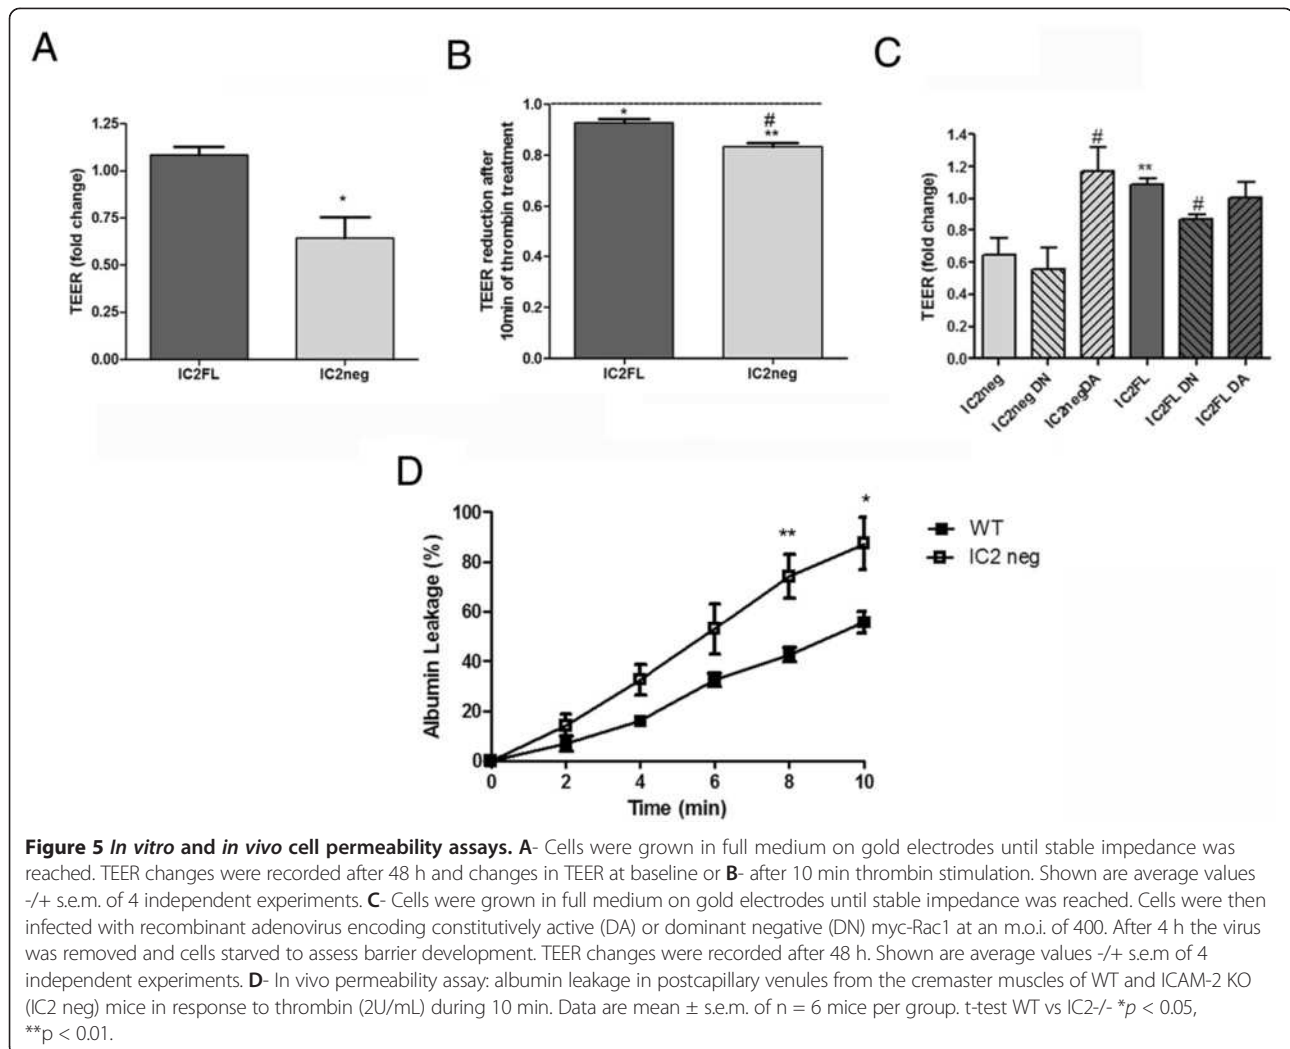 A
TEER (fold change)
1.25
1.00
0.75
0.50
0.25
0.00
*
IC2FL
IC2neg
B
TEER reduction after
10min of thrombin treatment
1.0
0.8
0.6
0.4
0.2
0.0
*
#
**
IC2FL
IC2neg
C
TEER (fold change)
1.4
1.2
1.0
0.8
0.6
0.4
0.2
0.0
#
**
#
IC2neg
IC2neg DN
IC2negDA
IC2FL
IC2FL DN
IC2FL DA
D
Albumin Leakage (%)
100
80
60
40
20
0
**
*
0 2 4 6 8 10
Time (min)
WT
IC2 neg
Figure 5 In vitro and in vivo cell permeability assays. A- Cells were grown in full medium on gold electrodes until stable impedance was
reached. TEER changes were recorded after 48 h and changes in TEER at baseline or B- after 10 min thrombin stimulation. Shown are average values
-/+ s.e.m. of 4 independent experiments. C- Cells were grown in full medium on gold electrodes until stable impedance was reached. Cells were then
infected with recombinant adenovirus encoding constitutively active (DA) or dominant negative (DN) myc-Rac1 at an m.o.i. of 400. After 4 h the virus
was removed and cells starved to assess barrier development. TEER changes were recorded after 48 h. Shown are average values -/+ s.e.m of 4
independent experiments. D- In vivo permeability assay: albumin leakage in postcapillary venules from the cremaster muscles of WT and ICAM-2 KO
(IC2 neg) mice in response to thrombin (2U/mL) during 10 min. Data are mean ± s.e.m. of n = 6 mice per group. t-test WT vs IC2-/- *p < 0.05,
**p < 0.01.